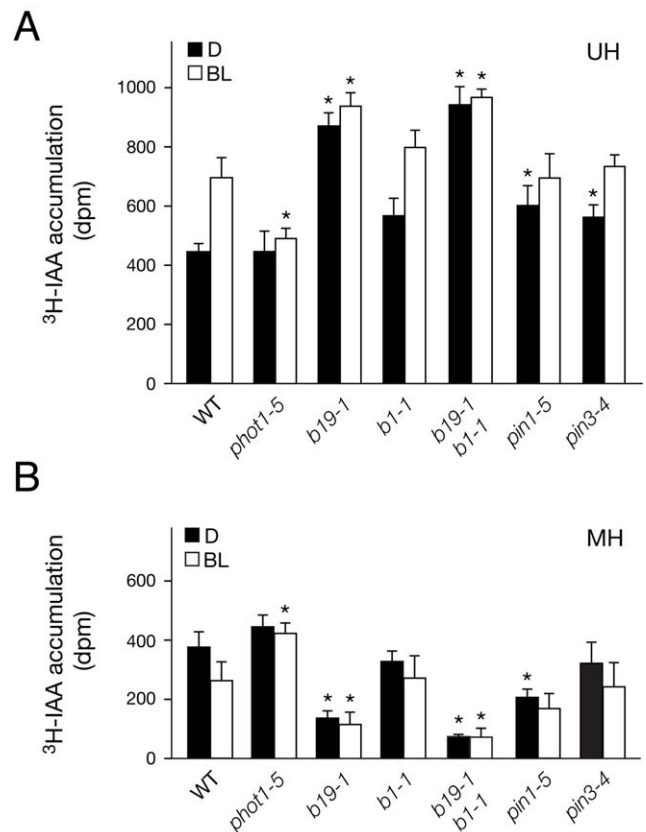 A
D
BL
UH
³H-IAA accumulation
(dpm)
1000
800
600
400
200
0
WT
phot1-5
b19-1
b1-1
b19-1
b1-1
pin1-5
pin3-4
* * * * * * *
B
D
BL
MH
³H-IAA accumulation
(dpm)
600
400
200
0
WT
phot1-5
b19-1
b1-1
b19-1
b1-1
pin1-5
pin3-4
* * * * * *